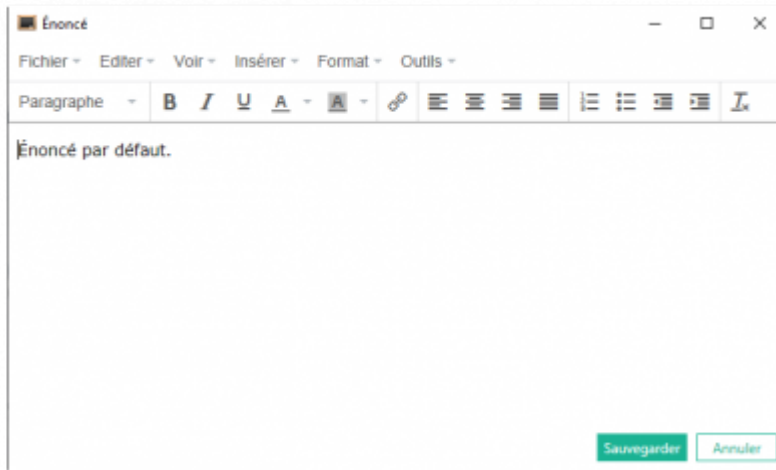 Énoncé
Fichier Editer Voir Insérer Format Outils
Paragraphe B I U A A
Énoncé par défaut.
Sauvegarder Annuler